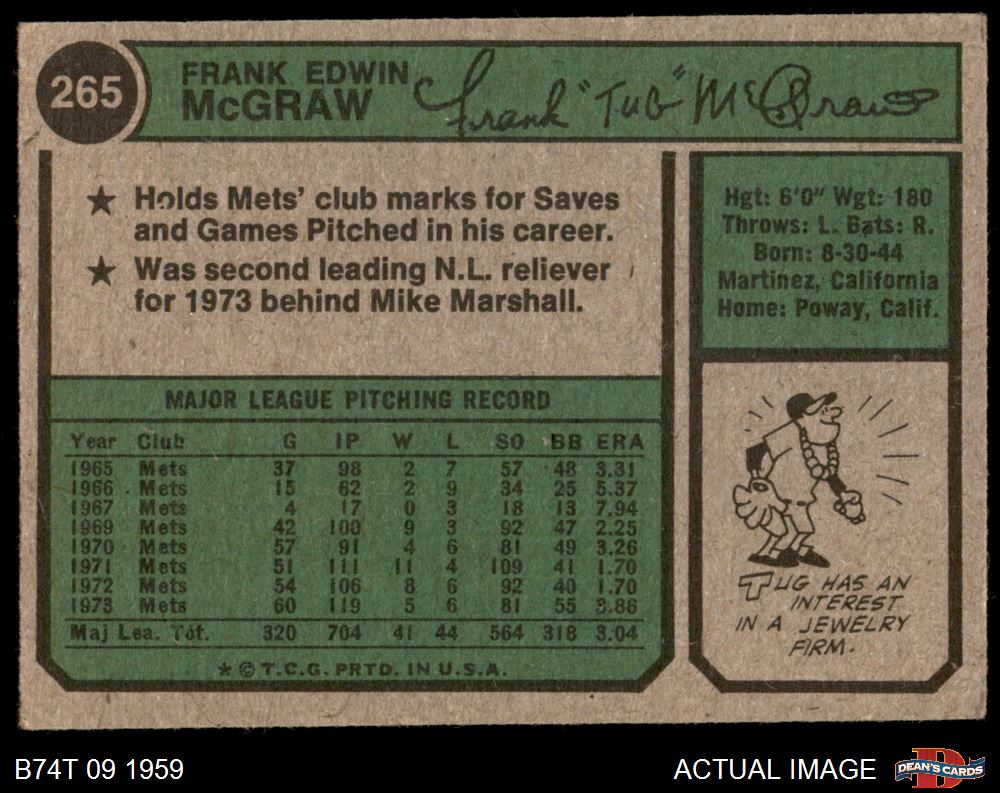 265
FRANK EDWIN
McGRAW
Frank "Tug" McGraw
★ Holds Mets' club marks for Saves
and Games Pitched in his career.
★ Was second leading N.L. reliever
for 1973 behind Mike Marshall.
Hgt: 6'0" Wgt: 180
Throws: L. Bats: R.
Born: 8-30-44
Martinez, California
Home: Poway, Calif.
MAJOR LEAGUE PITCHING RECORD
Year Club G IP W L SO BB ERA
1965 Mets 37 98 2 7 57 48 3.31
1966 Mets 15 62 2 9 34 25 5.37
1967 Mets 4 17 0 3 18 13 7.94
1969 Mets 42 100 9 3 92 47 2.25
1970 Mets 57 91 4 6 81 49 3.26
1971 Mets 51 111 11 4 109 41 1.70
1972 Mets 54 106 8 6 92 40 1.70
1973 Mets 60 119 5 6 81 55 3.86
Maj Lea. Tot. 320 704 41 44 564 318 3.04
★ © T.C.G. PRTD. IN U.S.A.
TUG HAS AN
INTEREST
IN A JEWELRY
FIRM.
B74T 09 1959
ACTUAL IMAGE
DEAN'S CARDS